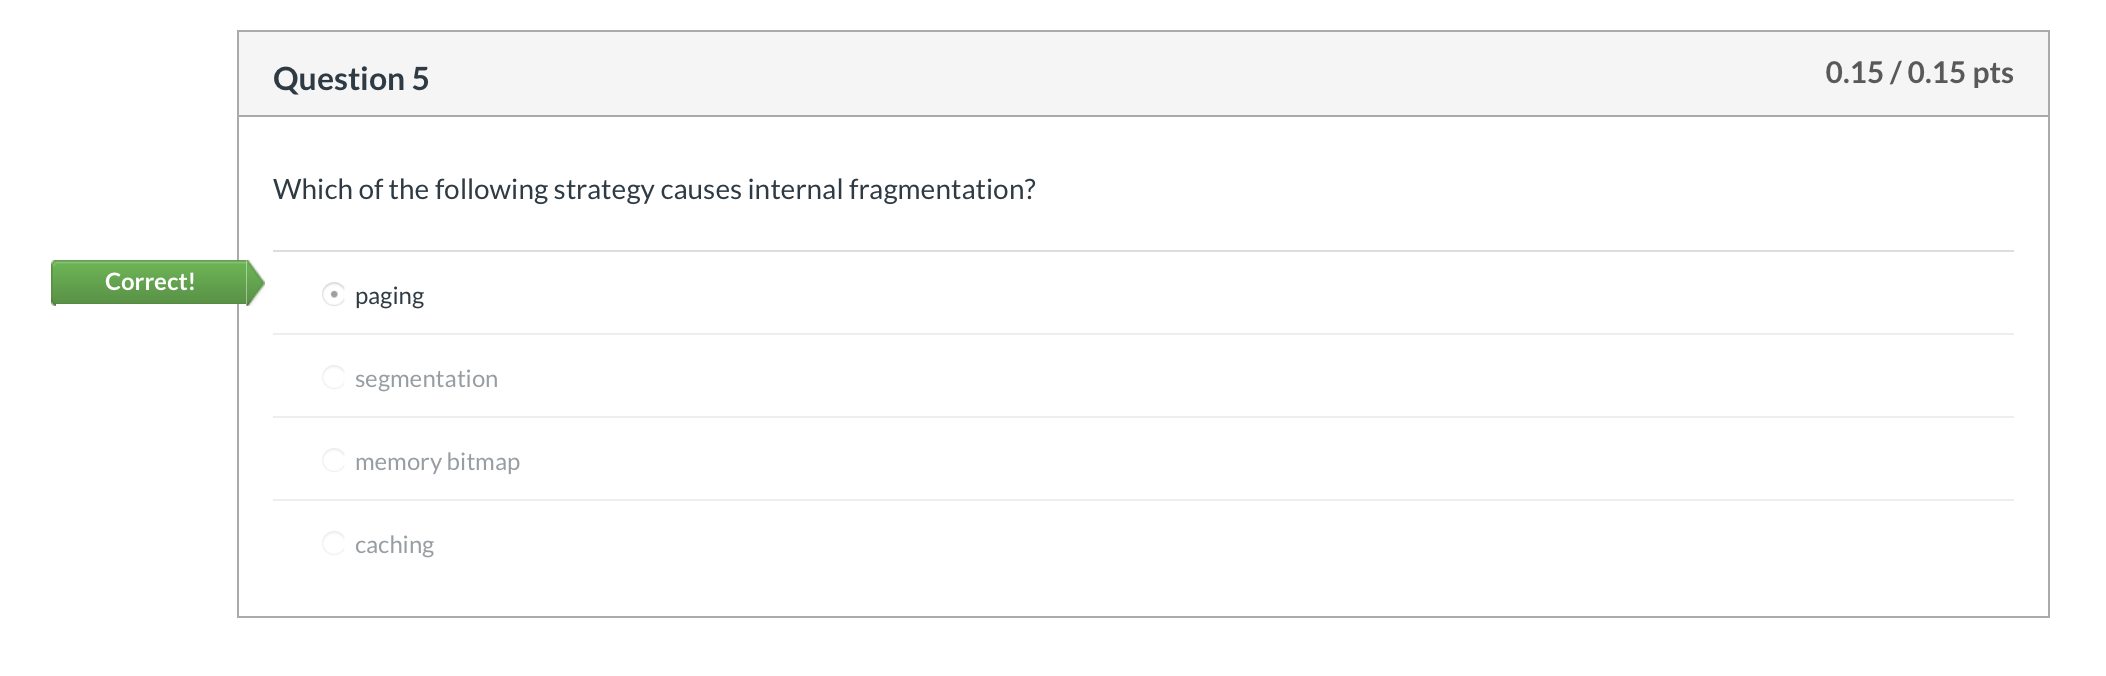 Question 5
0.15 / 0.15 pts
Which of the following strategy causes internal fragmentation?
Correct!
paging
segmentation
memory bitmap
caching